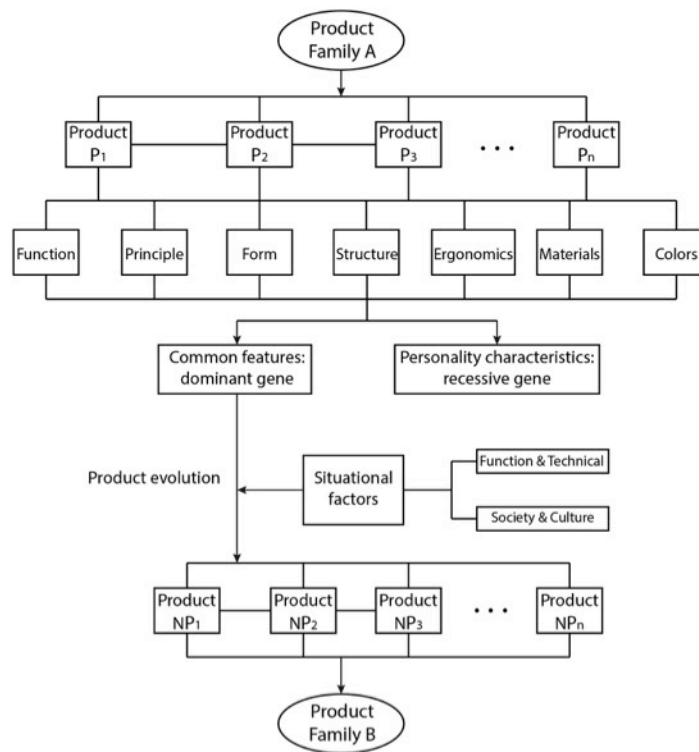 Product
Family A
Product
P1
Product
P2
Product
P3
...
Product
Pn
Function
Principle
Form
Structure
Ergonomics
Materials
Colors
Common features:
dominant gene
Personality characteristics:
recessive gene
Product evolution
Situational
factors
Function & Technical
Society & Culture
Product
NP1
Product
NP2
Product
NP3
...
Product
NPn
Product
Family B